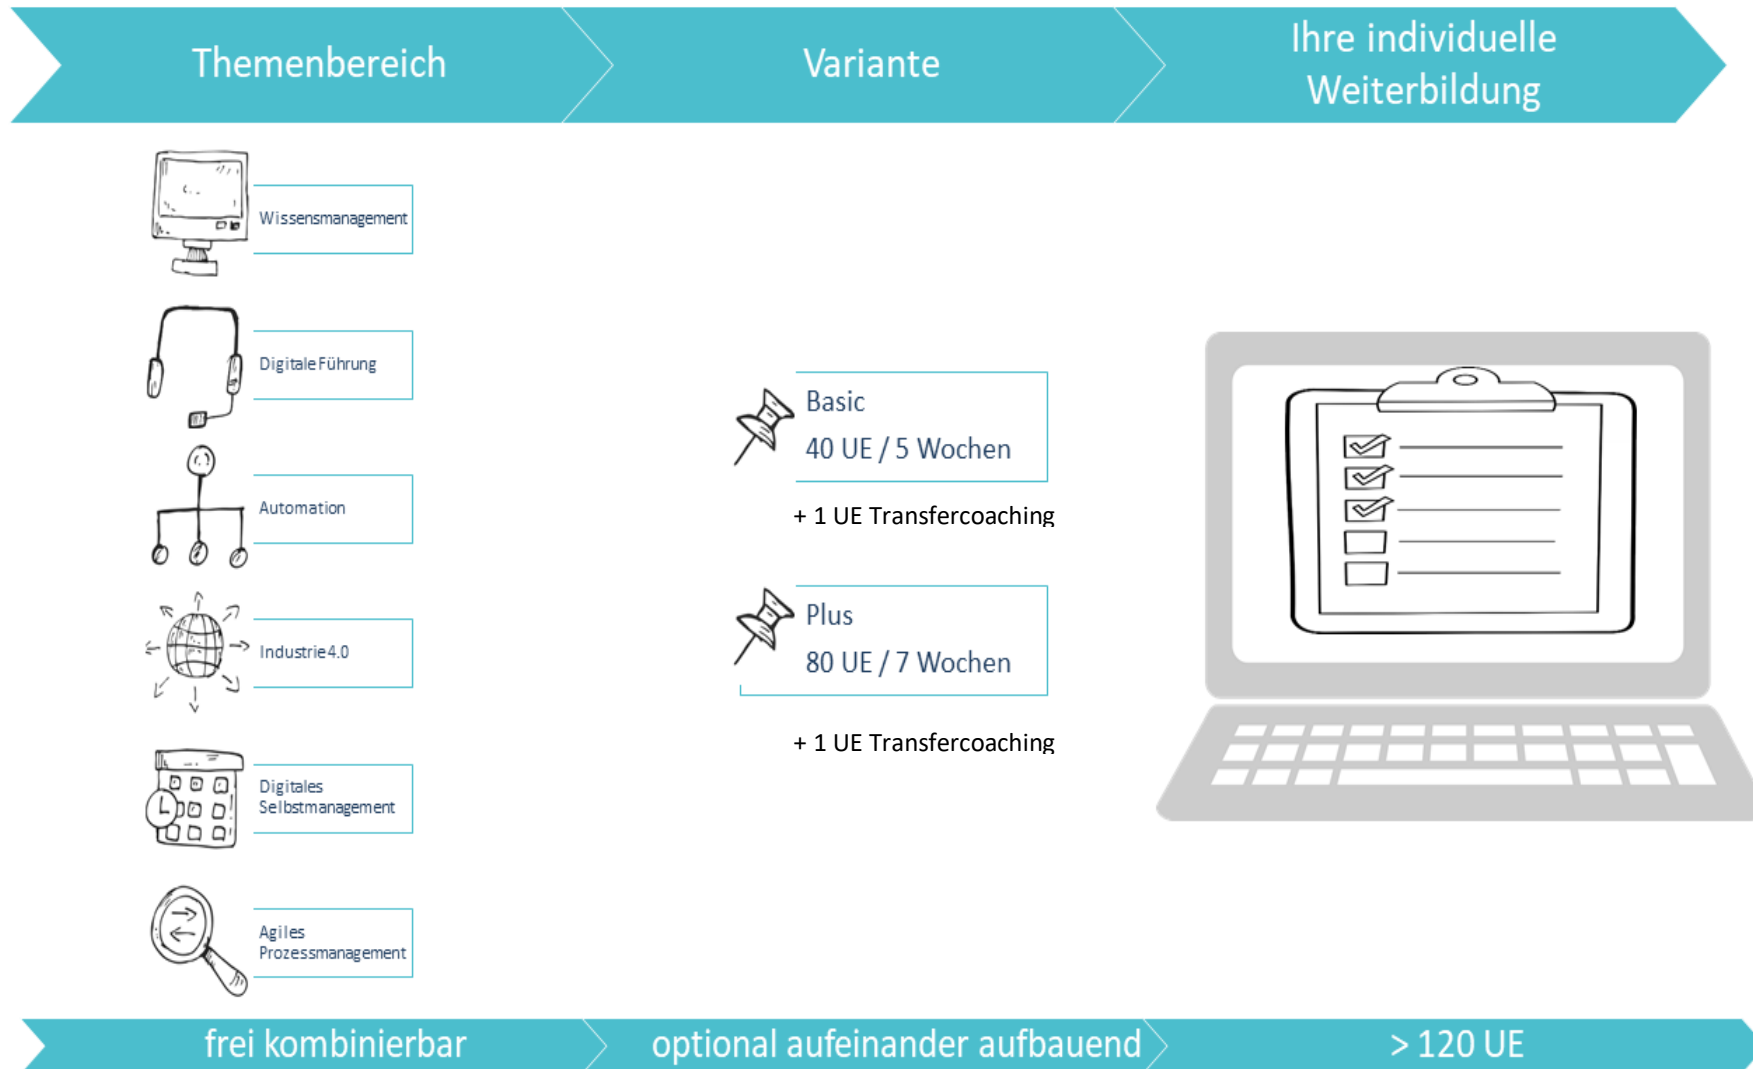 Themenbereich
Variante
Ihre individuelle
Weiterbildung
Wissensmanagement
Digitale Führung
Automation
Industrie 4.0
Digitales
Selbstmanagement
Agiles
Prozessmanagement
Basic
40 UE / 5 Wochen
+ 1 UE Transfercoaching
Plus
80 UE / 7 Wochen
+ 1 UE Transfercoaching
frei kombinierbar
optional aufeinander aufbauend
> 120 UE